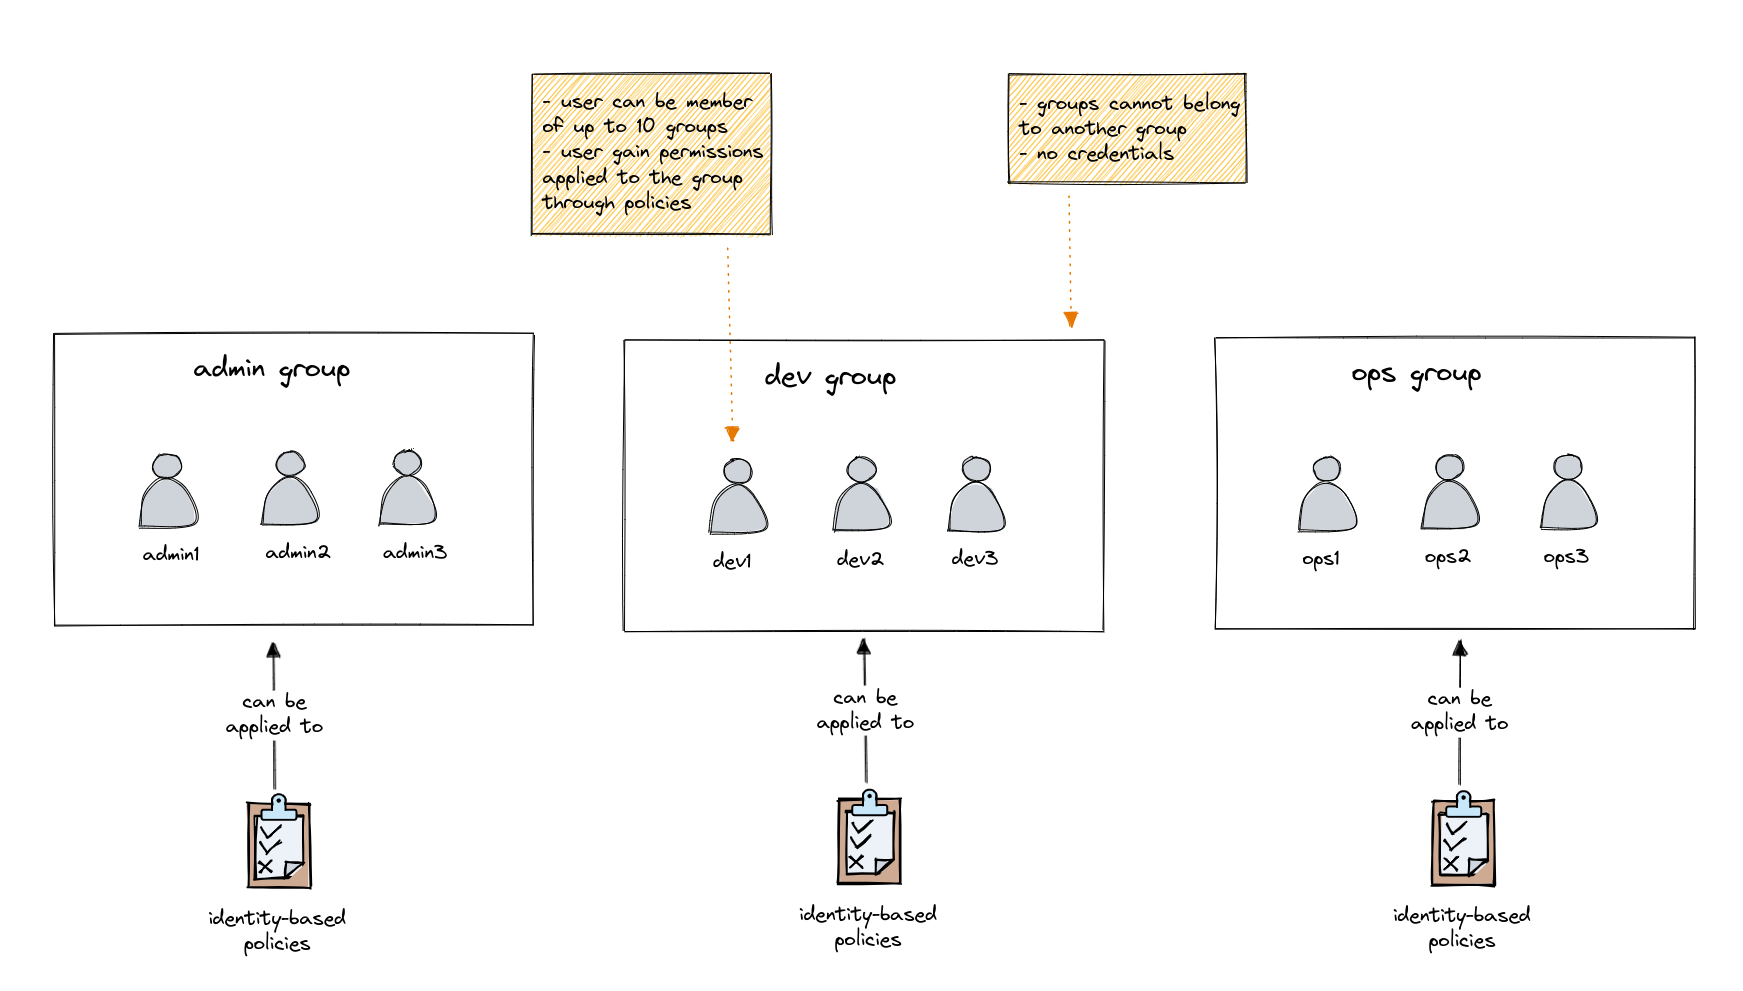 - user can be member
of up to 10 groups
- user gain permissions
applied to the group
through policies
- groups cannot belong
to another group
- no credentials
admin group
admin1
admin2
admin3
dev group
dev1
dev2
dev3
ops group
ops1
ops2
ops3
can be
applied to
identity-based
policies
can be
applied to
identity-based
policies
can be
applied to
identity-based
policies